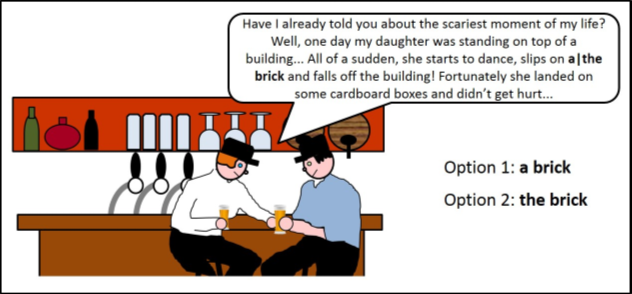 Have I already told you about the scariest moment of my life?
Well, one day my daughter was standing on top of a
building... All of a sudden, she starts to dance, slips on a|the
brick and falls off the building! Fortunately she landed on
some cardboard boxes and didn't get hurt...
Option 1: a brick
Option 2: the brick